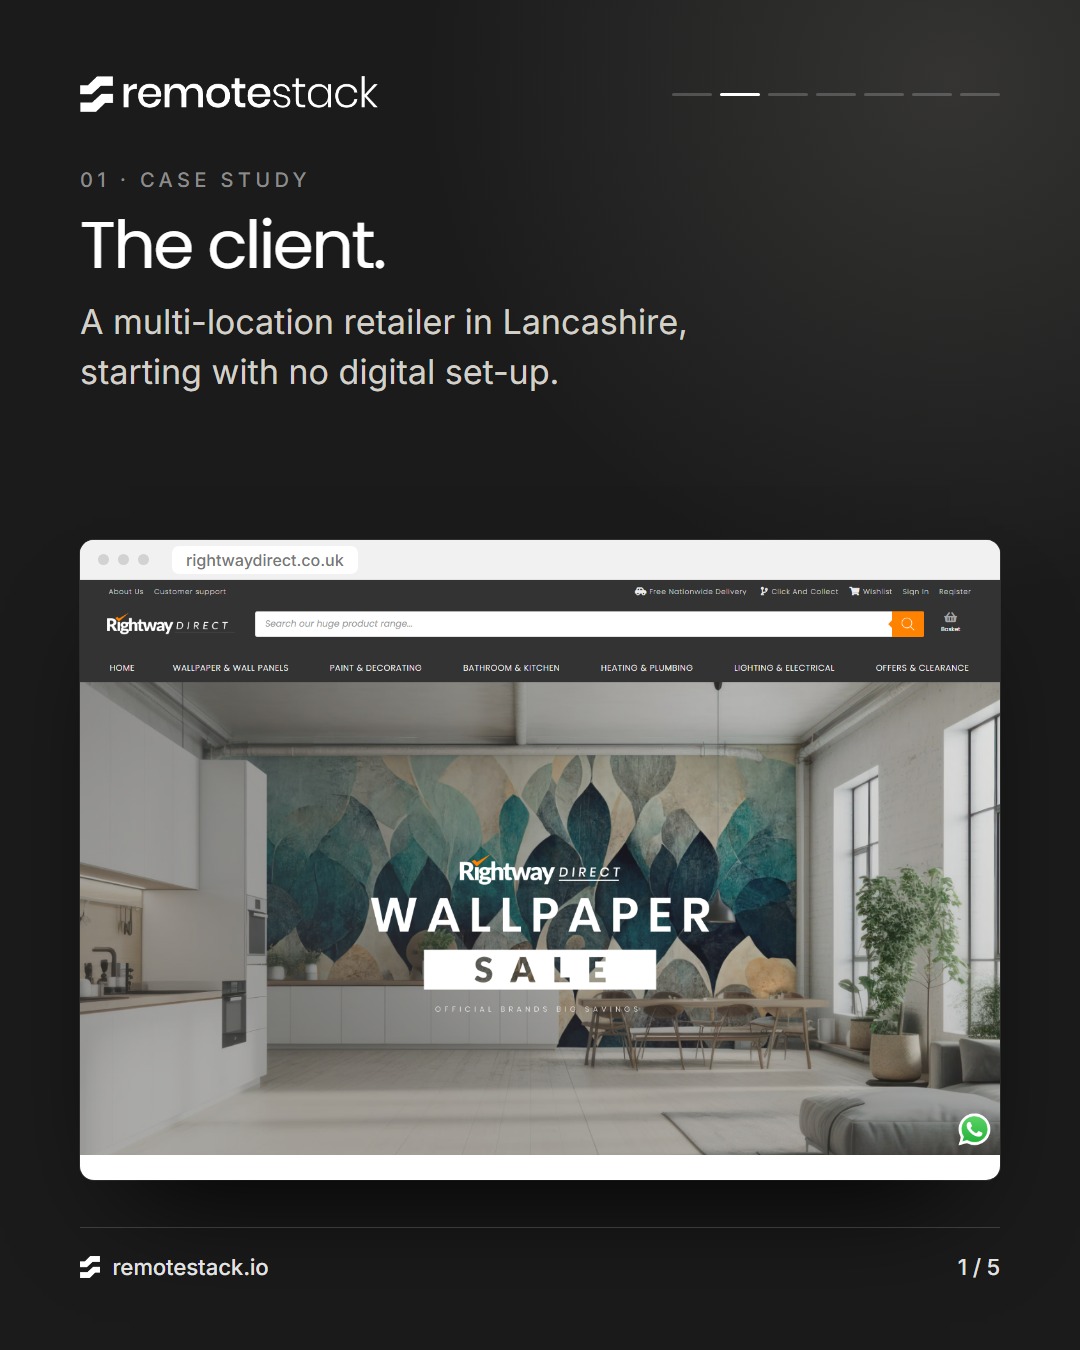 remotestack
01 · CASE STUDY
The client.
A multi-location retailer in Lancashire,
starting with no digital set-up.
rightwaydirect.co.uk
About Us Customer support Free Nationwide Delivery Click And Collect Wishlist Sign In Register
Rightway DIRECT Search our huge product range... Basket
HOME WALLPAPER & WALL PANELS PAINT & DECORATING BATHROOM & KITCHEN HEATING & PLUMBING LIGHTING & ELECTRICAL OFFERS & CLEARANCE
Rightway DIRECT
WALLPAPER
SALE
OFFICIAL BRANDS BIG SAVINGS
remotestack.io 1 / 5